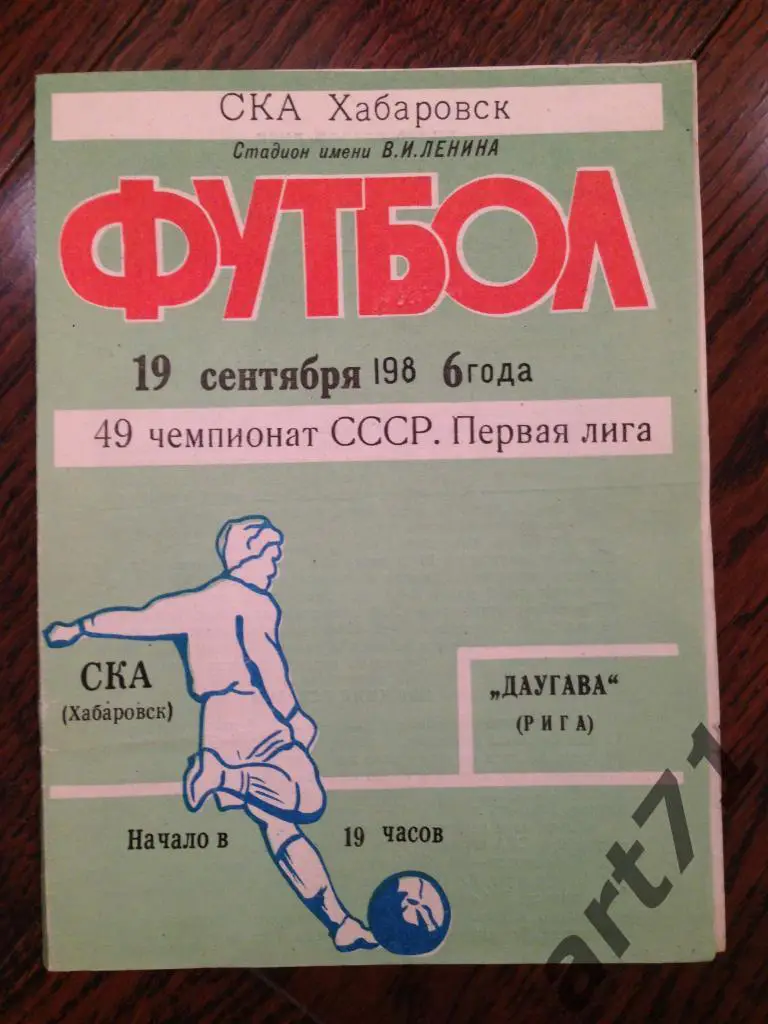 СКА Хабаровск
Стадион имени В.И.ЛЕНИНА
ФУТБОЛ
19 сентября 198 6 года
49 чемпионат СССР. Первая лига
СКА
(Хабаровск)
„ДАУГАВА“
(РИГА)
Начало в 19 часов
art71